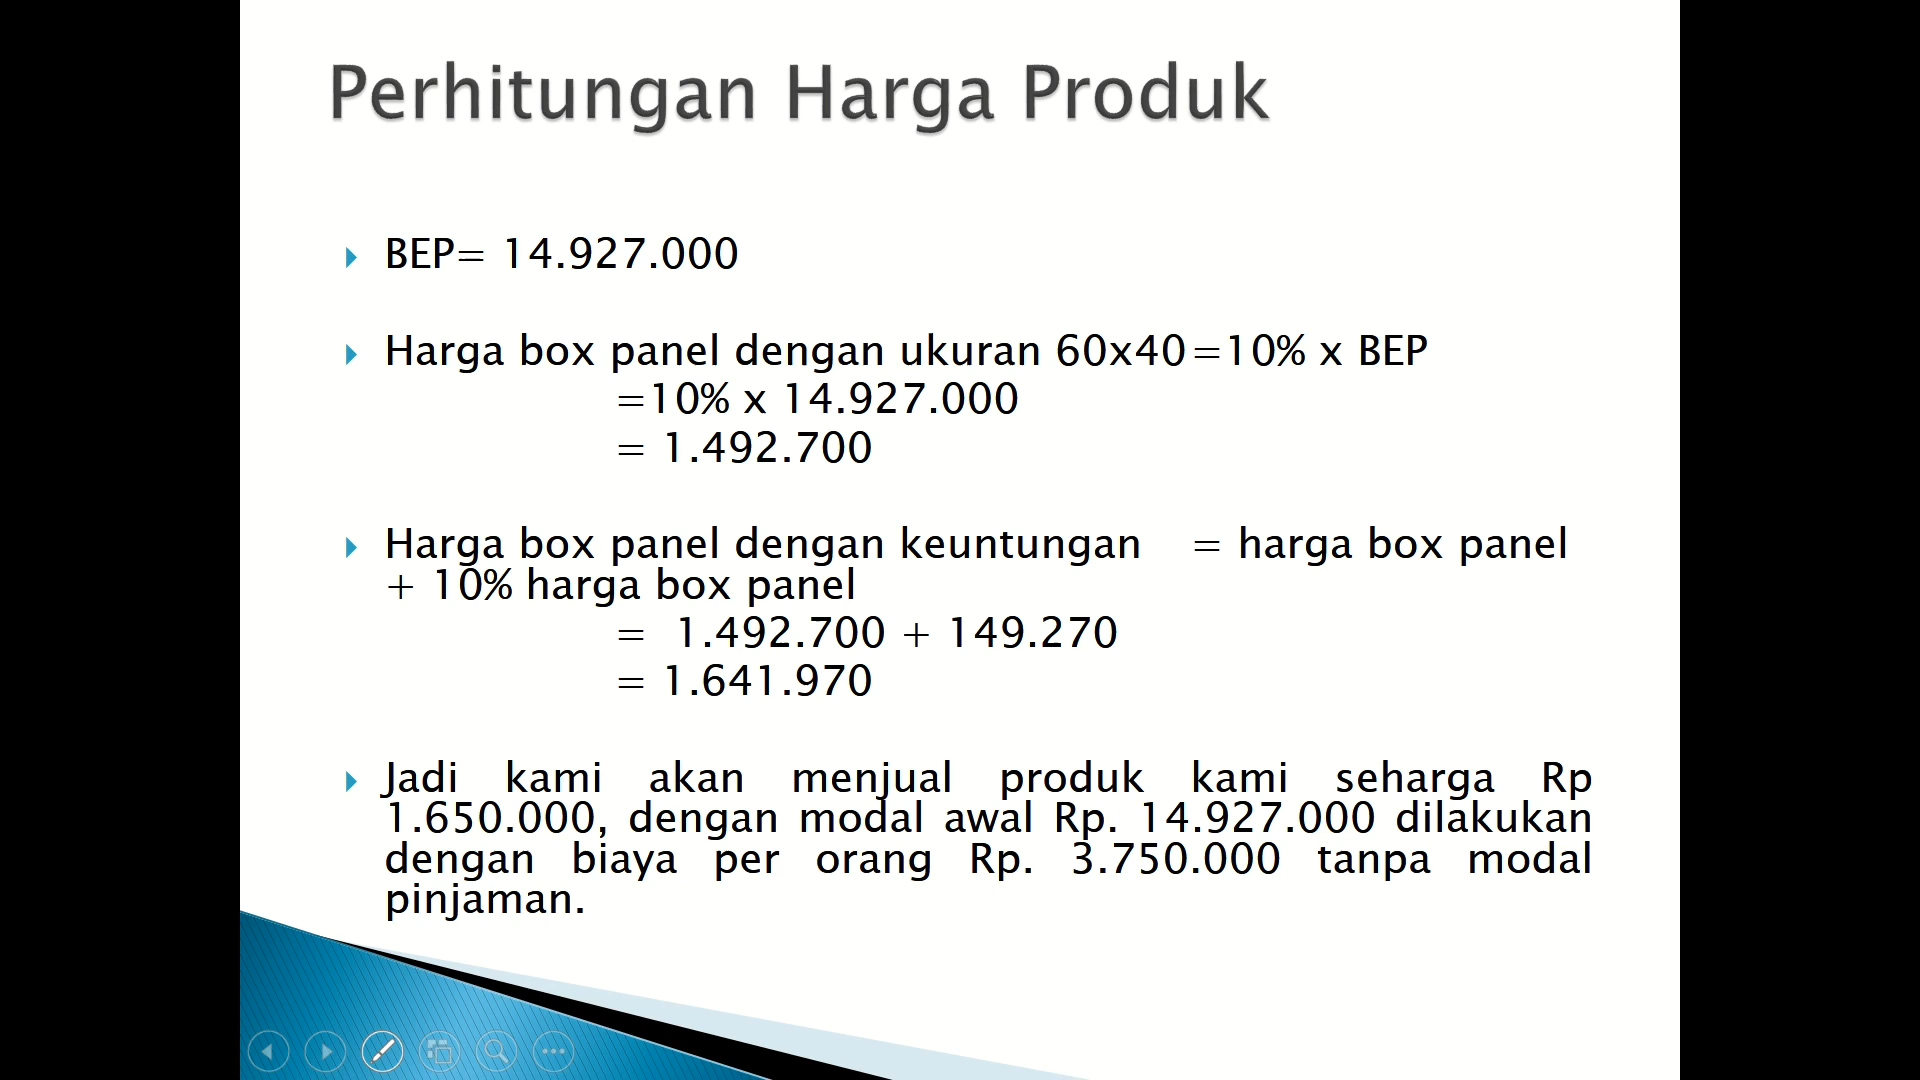 Perhitungan Harga Produk
BEP= 14.927.000
Harga box panel dengan ukuran 60x40=10% x BEP
=10% x 14.927.000
= 1.492.700
Harga box panel dengan keuntungan = harga box panel
+ 10% harga box panel
= 1.492.700 + 149.270
= 1.641.970
Jadi kami akan menjual produk kami seharga Rp
1.650.000, dengan modal awal Rp. 14.927.000 dilakukan
dengan biaya per orang Rp. 3.750.000 tanpa modal
pinjaman.